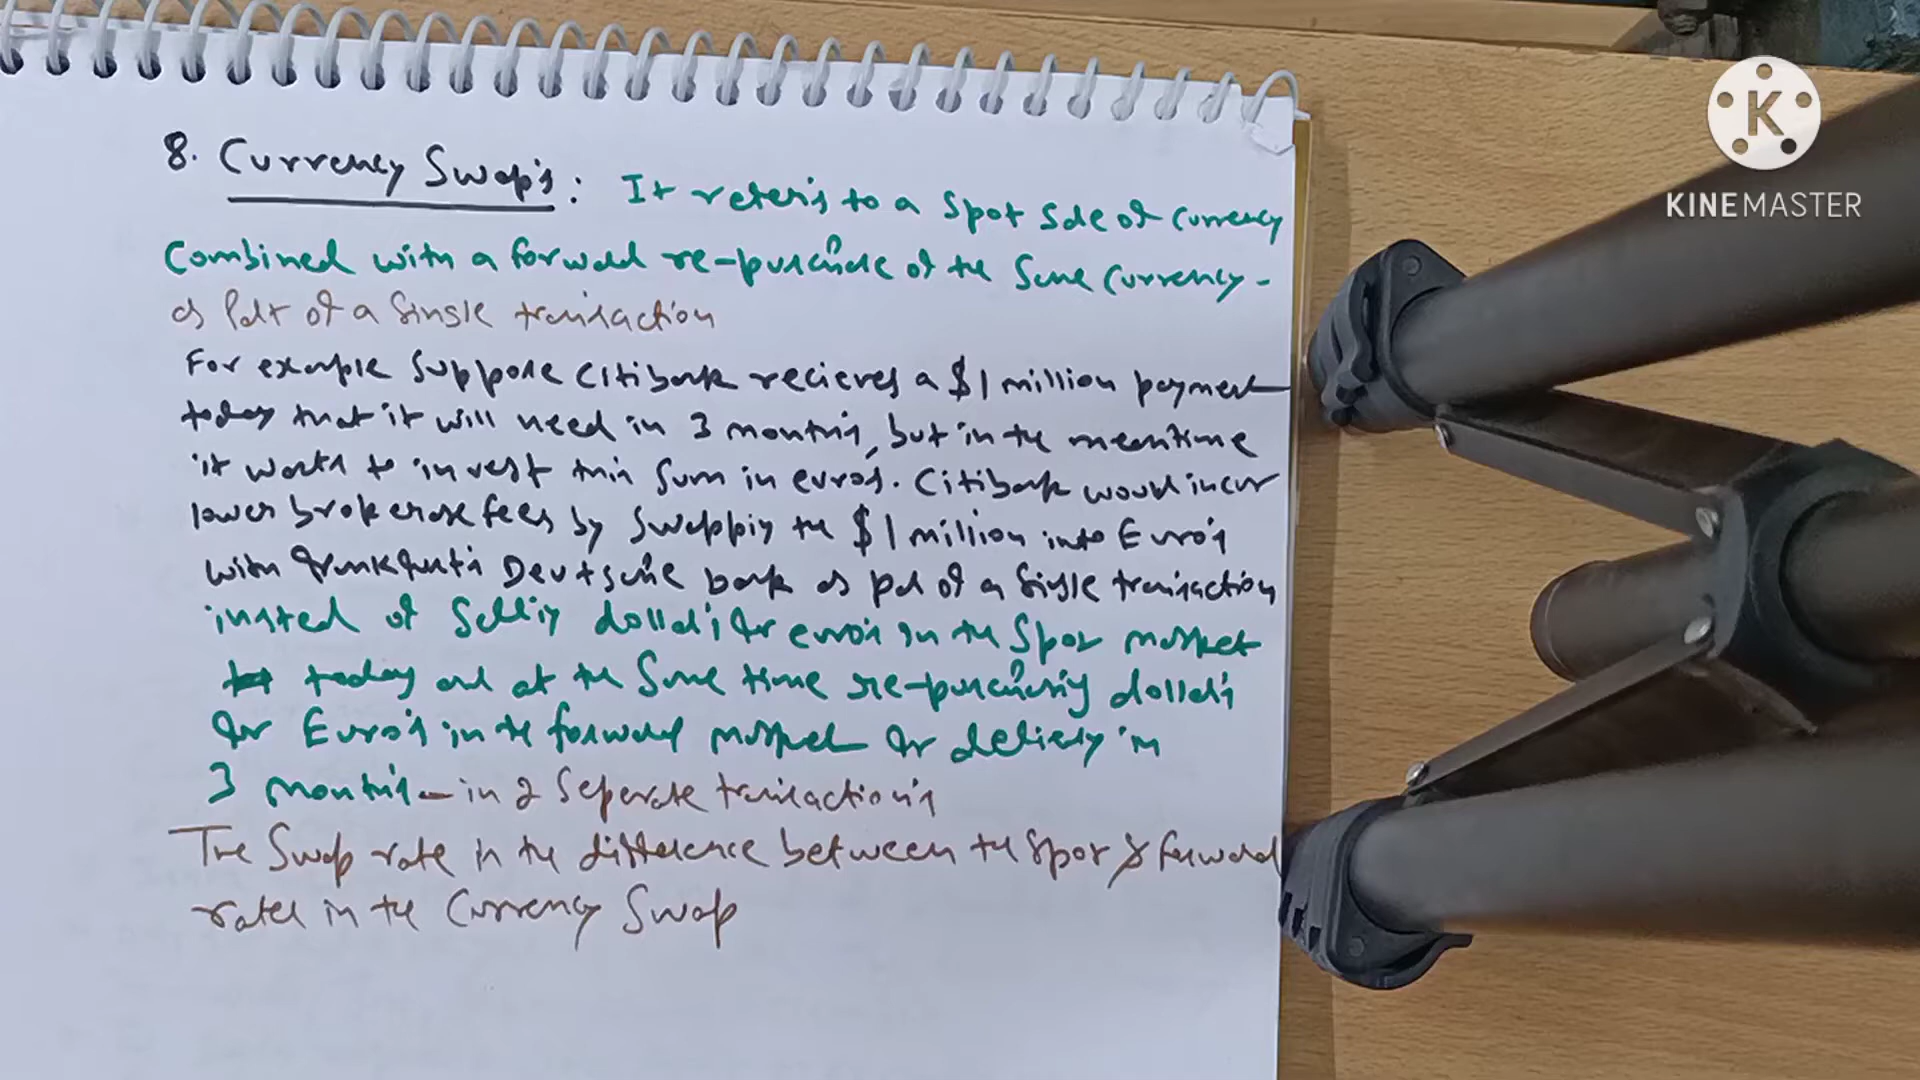 8. Currency Swap's: It refer's to a Spot Sale of Currency
Combined with a forward re-purchase of the Same Currency-
as Part of a Single transaction
For example Suppose Citibank recieves a $1 million payment
today that it will need in 3 months, but in the meantime
it wants to invest this Sum in euros. Citibank would incur
lower brokerage fees by Swapping the $1 million into Euro's
with Frankfurt's Deutsche bank as part of a Single transaction
instead of Selling dollar's for euro's in the Spot market
today and at the Same time re-purchasing dollar's
for Euro's in the forward market for delivery in
3 months - in 2 Separate transaction's
The Swap rate is the difference between the spot & forward
rates in the Currency Swap
K
KINEMASTER